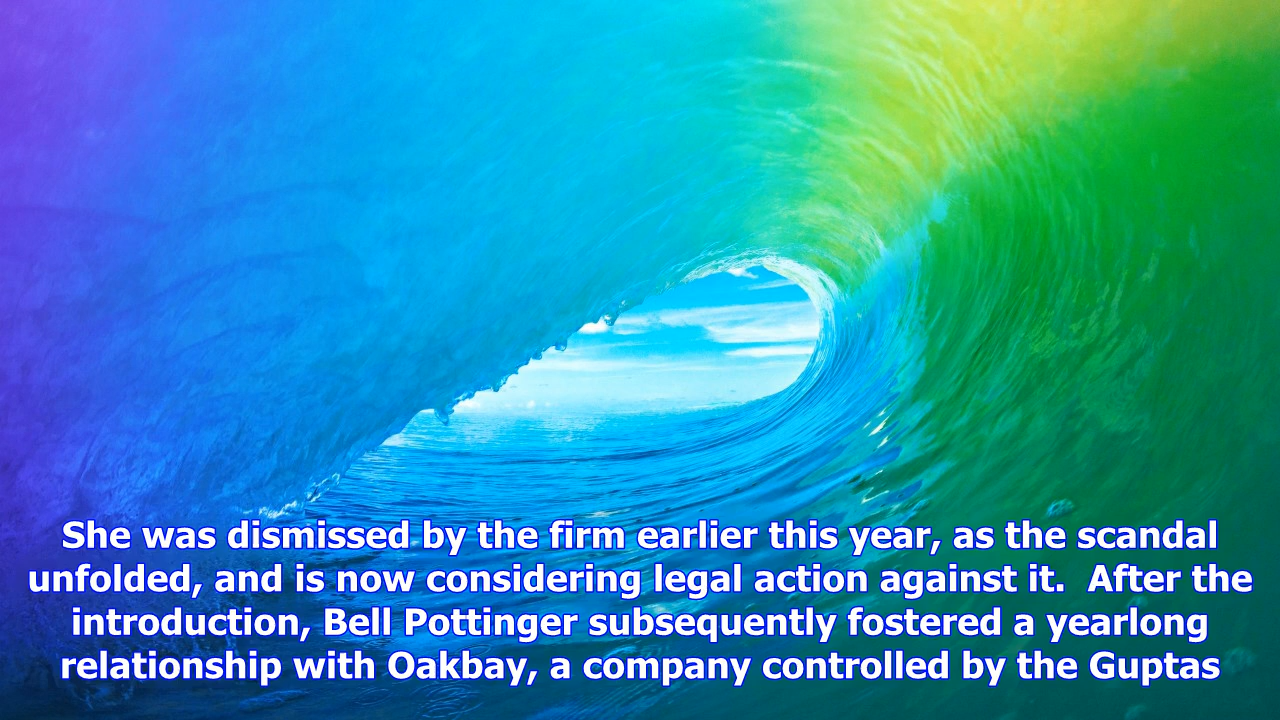 She was dismissed by the firm earlier this year, as the scandal
unfolded, and is now considering legal action against it.  After the
introduction, Bell Pottinger subsequently fostered a yearlong
relationship with Oakbay, a company controlled by the Guptas